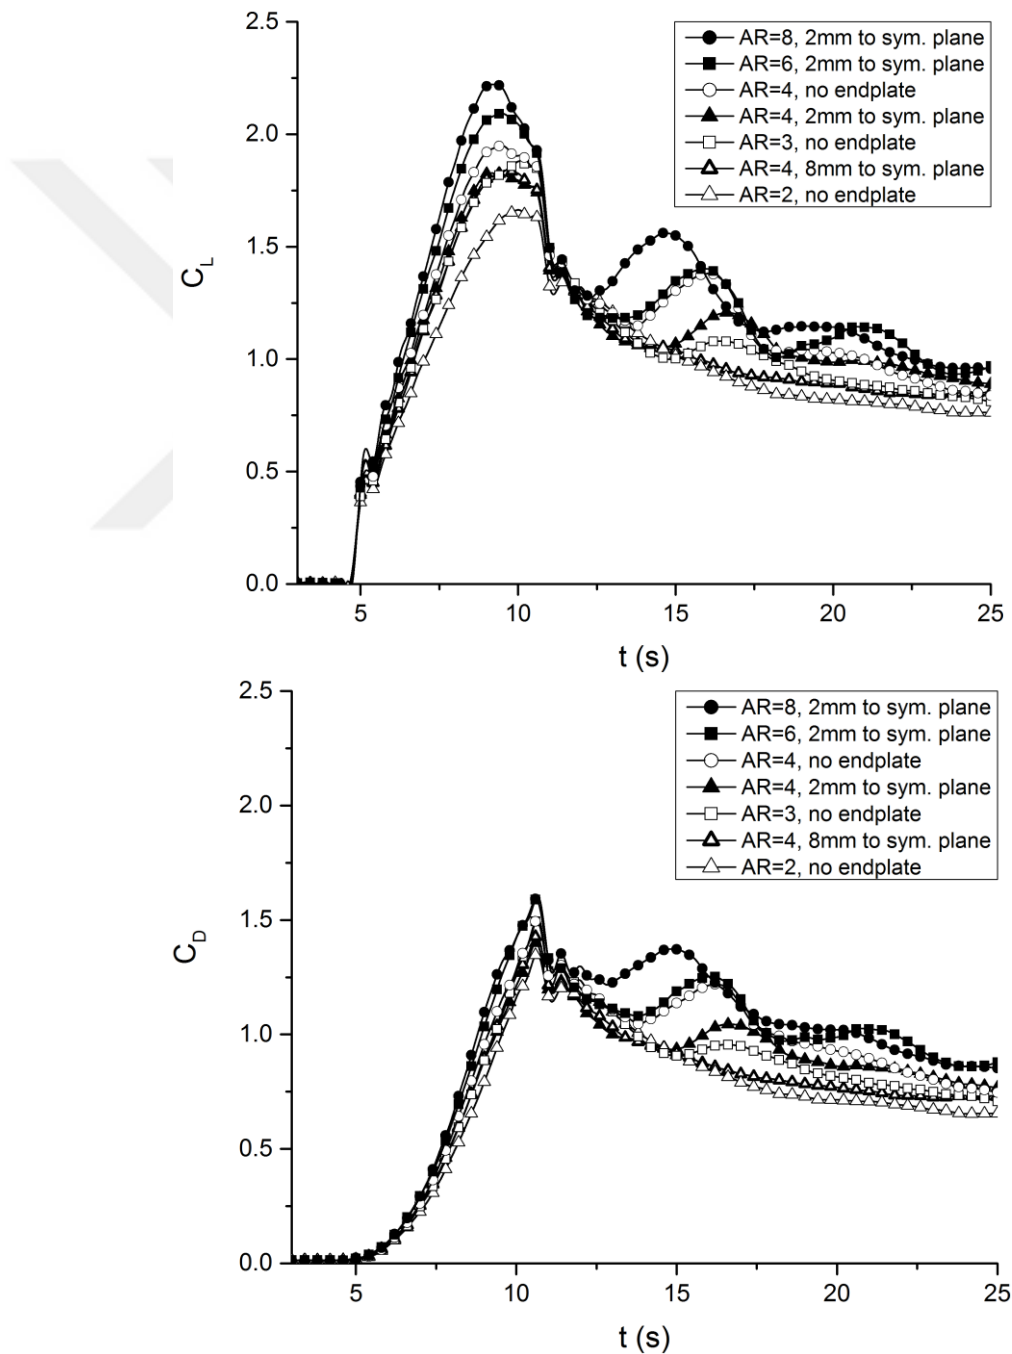 2.5
2.0
1.5
1.0
0.5
0.0
C_L
AR=8, 2mm to sym. plane
AR=6, 2mm to sym. plane
AR=4, no endplate
AR=4, 2mm to sym. plane
AR=3, no endplate
AR=4, 8mm to sym. plane
AR=2, no endplate
5 10 15 20 25
t (s)
2.5
2.0
1.5
1.0
0.5
0.0
C_D
AR=8, 2mm to sym. plane
AR=6, 2mm to sym. plane
AR=4, no endplate
AR=4, 2mm to sym. plane
AR=3, no endplate
AR=4, 8mm to sym. plane
AR=2, no endplate
5 10 15 20 25
t (s)